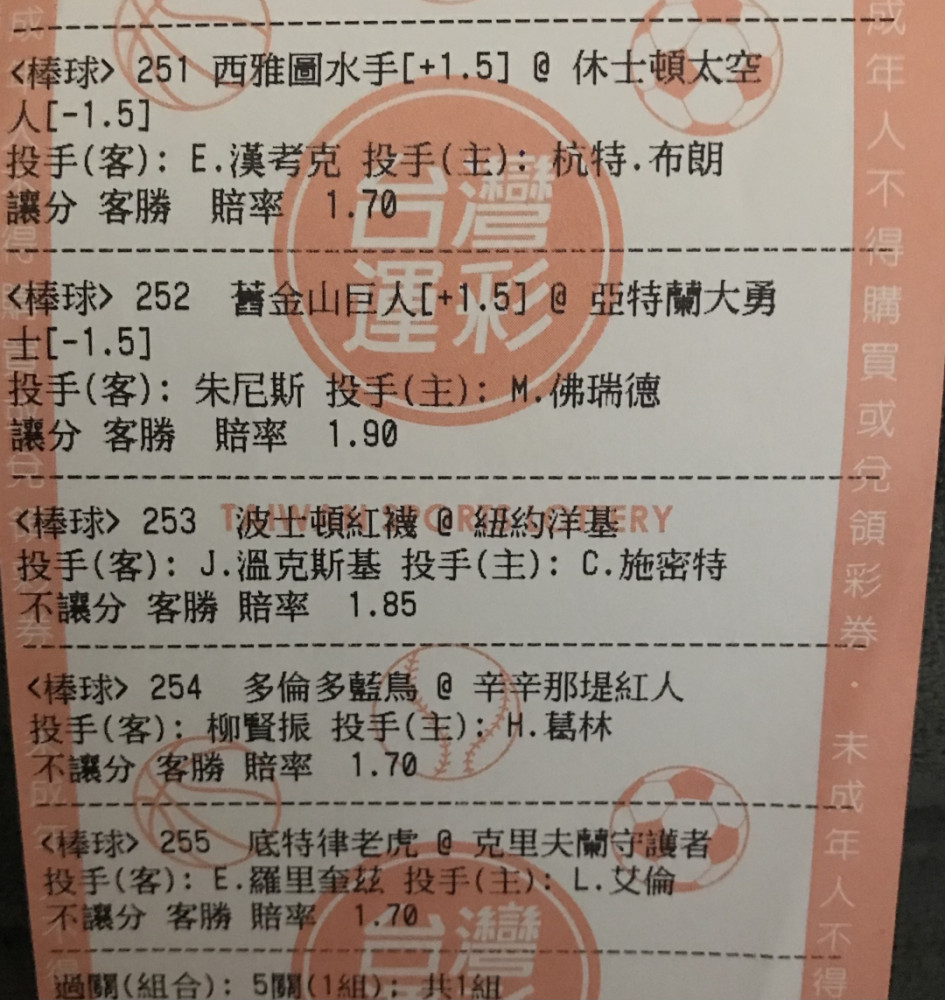 <棒球> 251 西雅圖水手[+1.5] @ 休士頓太空
人[-1.5]
投手(客): E.漢考克 投手(主): 杭特.布朗
讓分 客勝 賠率 1.70
<棒球> 252 舊金山巨人[+1.5] @ 亞特蘭大勇
士[-1.5]
投手(客): 朱尼斯 投手(主): M.佛瑞德
讓分 客勝 賠率 1.90
<棒球> 253 波士頓紅襪 @ 紐約洋基
投手(客): J.溫克斯基 投手(主): C.施密特
不讓分 客勝 賠率 1.85
<棒球> 254 多倫多藍鳥 @ 辛辛那堤紅人
投手(客): 柳賢振 投手(主): H.葛林
不讓分 客勝 賠率 1.70
<棒球> 255 底特律老虎 @ 克里夫蘭守護者
投手(客): E.羅里奎茲 投手(主): L.艾倫
不讓分 客勝 賠率 1.70
過關(組合): 5關(1組); 共1組
台灣
運彩
TAIWAN SPORTS LOTTERY
台灣
成年人不得購買或兌領彩券・未成年人不得